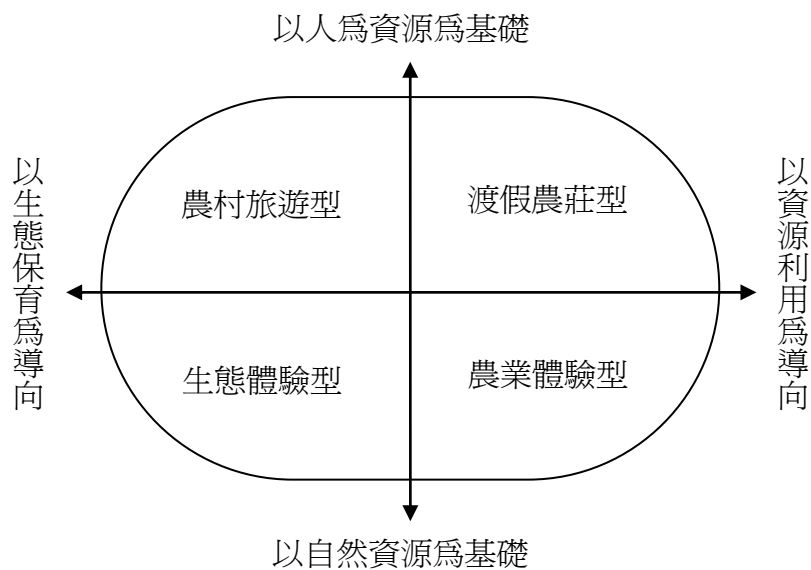 以人爲資源爲基礎
以生態保育爲導向
農村旅遊型
渡假農莊型
以資源利用爲導向
生態體驗型
農業體驗型
以自然資源爲基礎